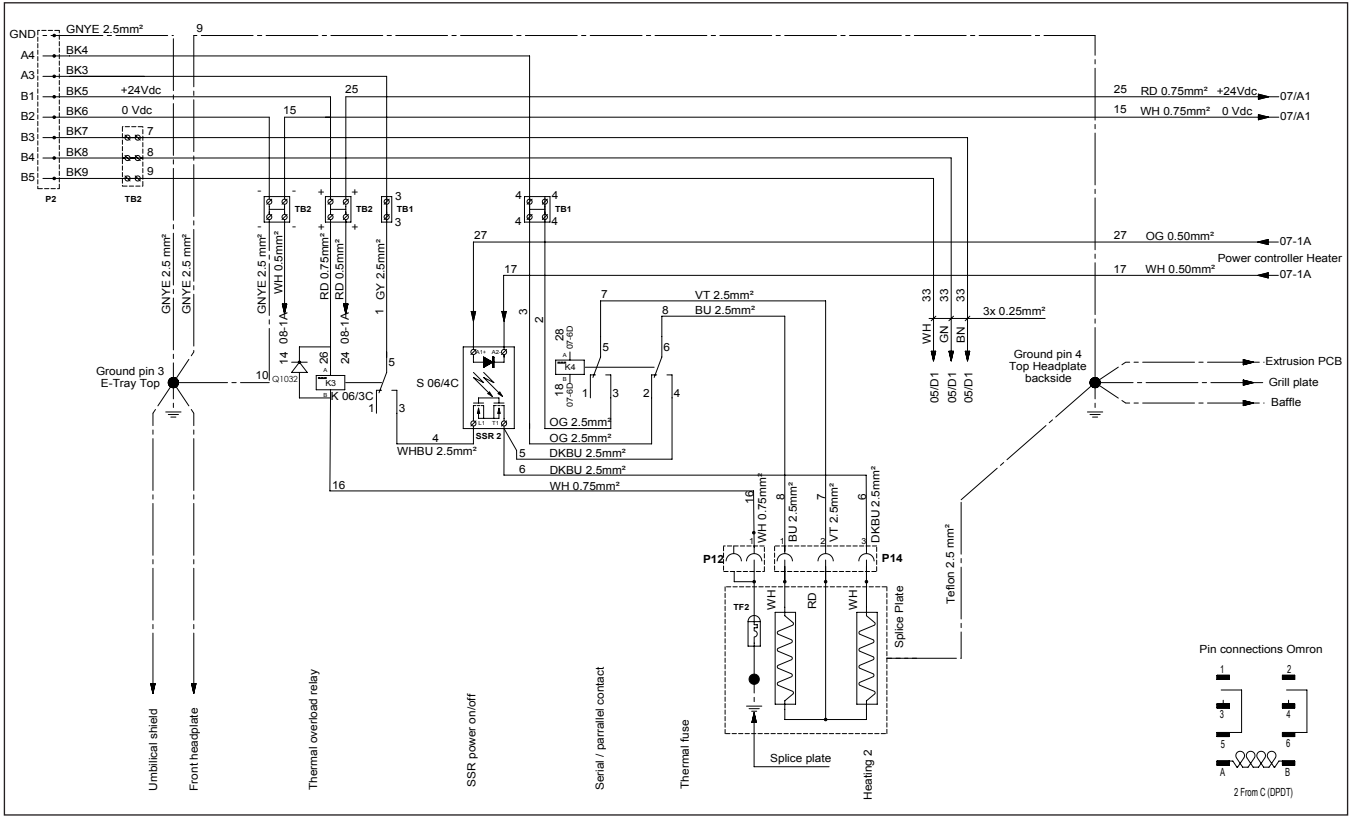 GND GNYE 2.5mm² 9
A4 BK4
A3 BK3
B1 BK5 +24Vdc 25 25 RD 0.75mm² +24Vdc 07/A1
B2 BK6 0 Vdc 15 15 WH 0.75mm² 0 Vdc 07/A1
B3 BK7 7
B4 BK8 8
B5 BK9 9
P2 TB2
- - + + 3 4 4
TB2 TB2 TB1 TB1
- - + + 3 4 4
27 27 OG 0.50mm² 07-1A
Power controller Heater
17 17 WH 0.50mm² 07-1A
GNYE 2.5 mm²
GNYE 2.5 mm²
GNYE 2.5 mm²
WH 0.5mm²
RD 0.75mm²
RD 0.5mm²
GY 2.5mm²
1
14 08-1A
26
24 08-1A
3
2
7 VT 2.5mm²
8 BU 2.5mm²
33 33 33
3x 0.25mm²
WH GN BN
05/D1 05/D1 05/D1
Ground pin 3
E-Tray Top
10
Q1032
A
K3
B
K 06/3C
5
1 3
A1+ A2-
S 06/4C
L1 T1
SSR 2
28
07-6D
A
K4
B
18
07-6D
5 6
1 3 2 4
Ground pin 4
Top Headplate
backside
Extrusion PCB
Grill plate
Baffle
4
WHBU 2.5mm²
OG 2.5mm²
OG 2.5mm²
5 DKBU 2.5mm²
6 DKBU 2.5mm²
16 WH 0.75mm²
16
WH 0.75mm²
8
BU 2.5mm²
7
VT 2.5mm²
6
DKBU 2.5mm²
P12 1 1 2 3 P14
Teflon 2.5 mm²
TF2
WH
RD
WH
Splice Plate
Splice plate
Umbilical shield
Front headplate
Thermal overload relay
SSR power on/off
Serial / parrallel contact
Thermal fuse
Heating 2
Pin connections Omron
1 2
3 4
5 6
A B
2 From C (DPDT)